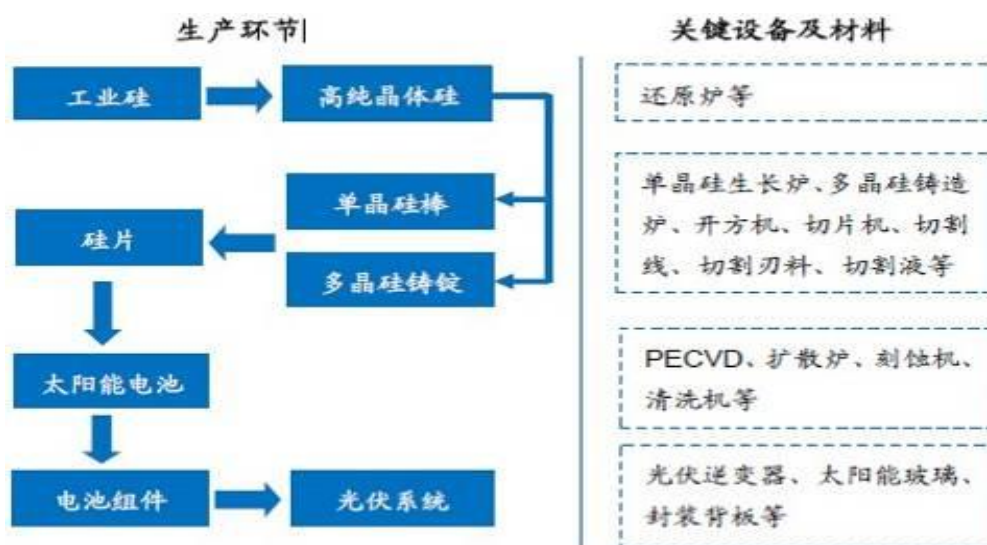 生产环节
关键设备及材料
工业硅
高纯晶体硅
还原炉等
单晶硅棒
硅片
多晶硅铸锭
单晶硅生长炉、多晶硅铸造
炉、开方机、切片机、切割
线、切割刃料、切割液等
太阳能电池
PECVD、扩散炉、刻蚀机、
清洗机等
电池组件
光伏系统
光伏逆变器、太阳能玻璃、
封装背板等